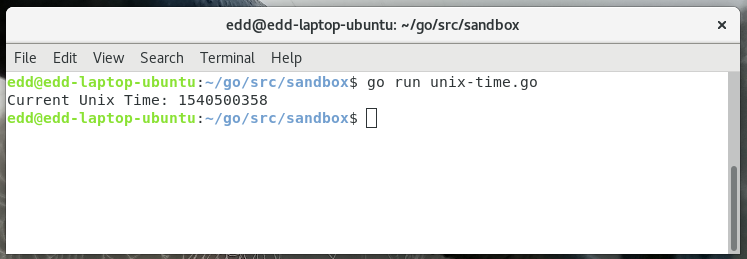 edd@edd-laptop-ubuntu: ~/go/src/sandbox ×
File Edit View Search Terminal Help
edd@edd-laptop-ubuntu:~/go/src/sandbox$ go run unix-time.go
Current Unix Time: 1540500358
edd@edd-laptop-ubuntu:~/go/src/sandbox$